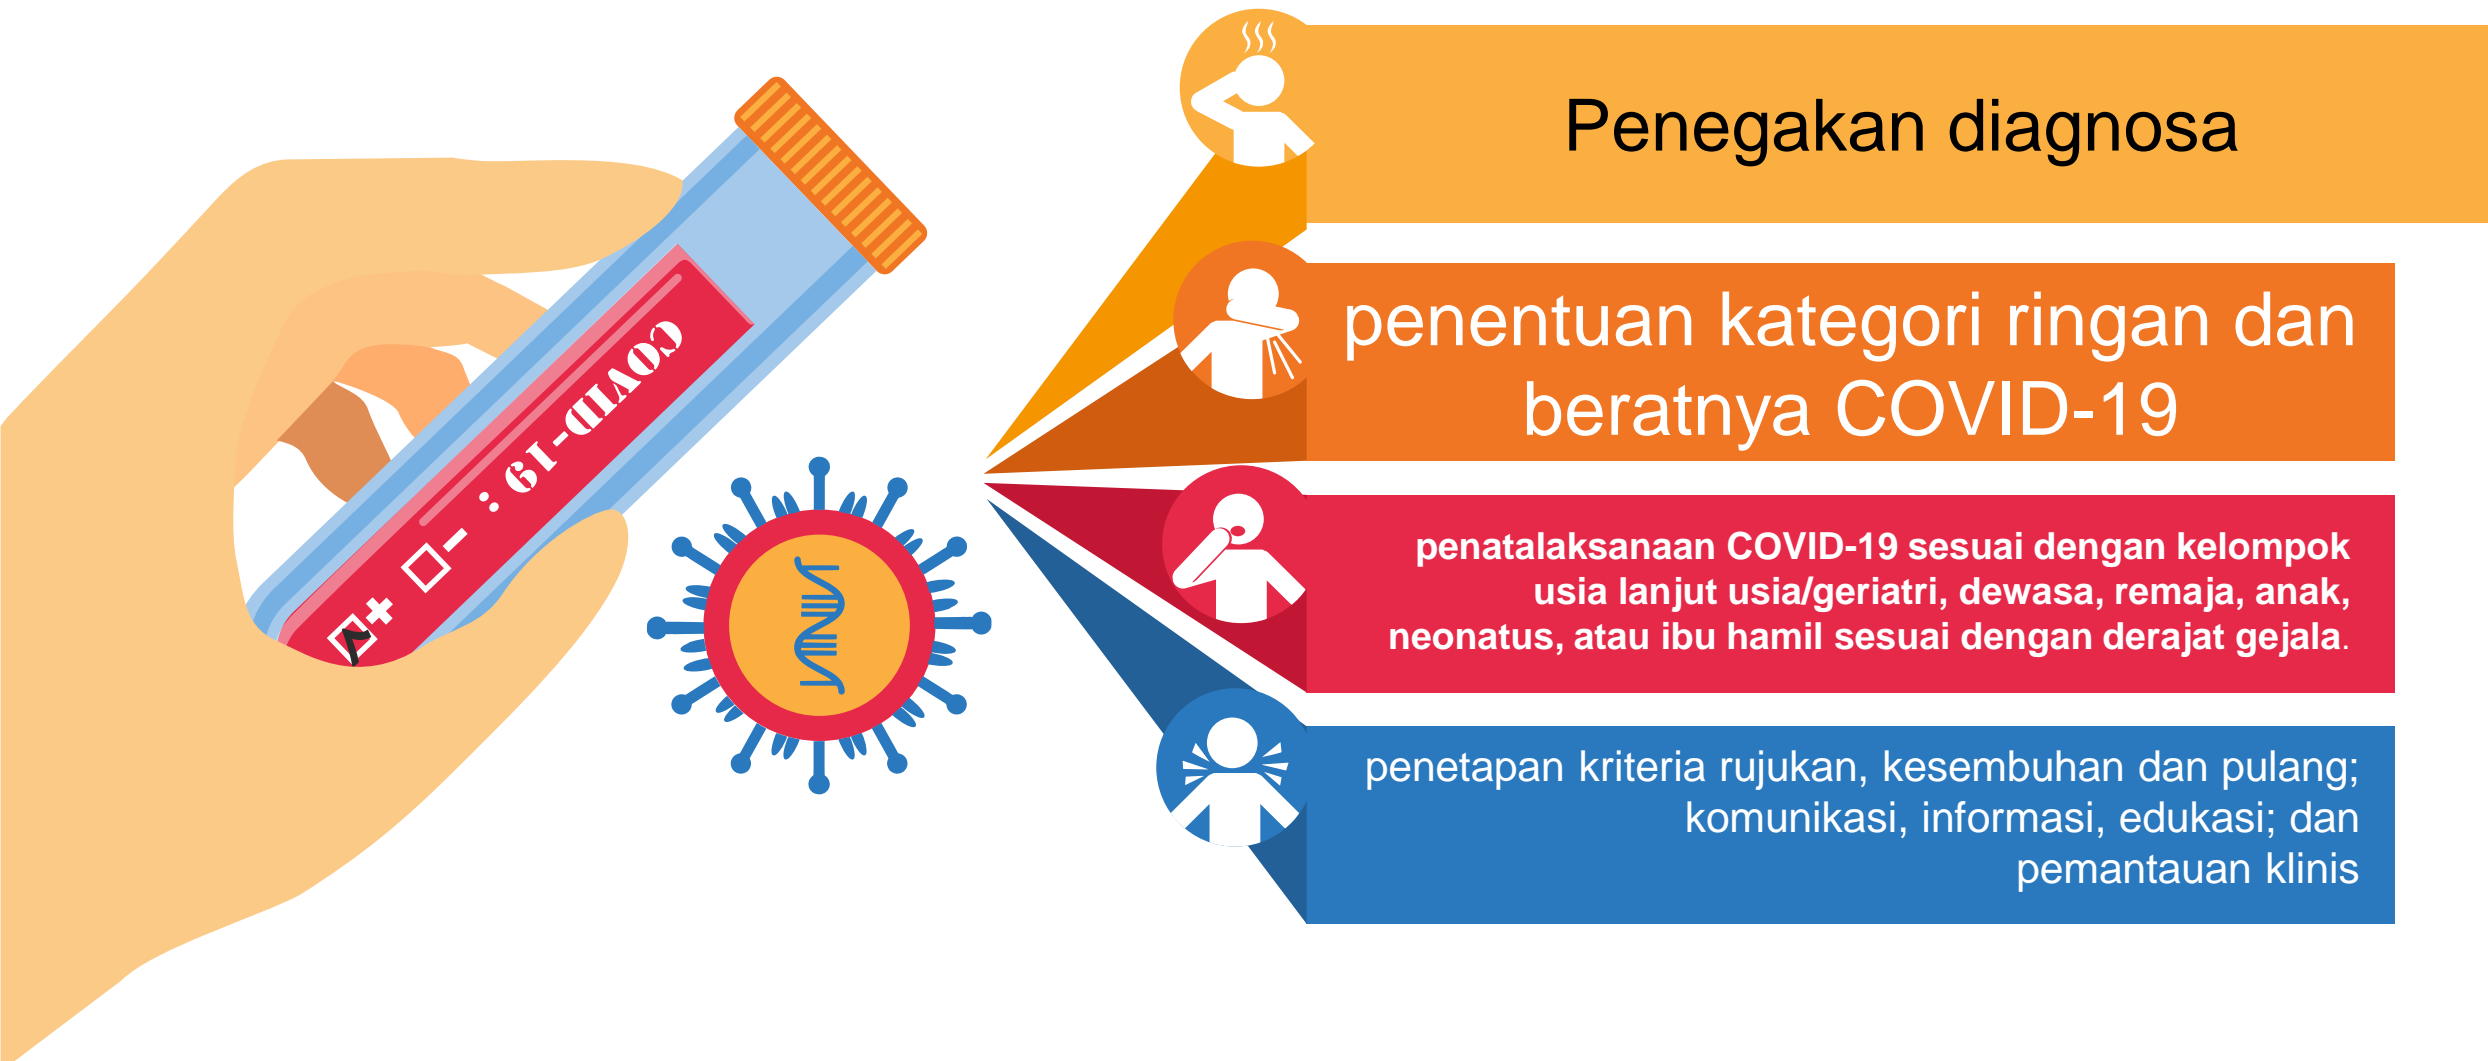 Penegakan diagnosa
penentuan kategori ringan dan
beratnya COVID-19
penatalaksanaan COVID-19 sesuai dengan kelompok
usia lanjut usia/geriatri, dewasa, remaja, anak,
neonatus, atau ibu hamil sesuai dengan derajat gejala.
penetapan kriteria rujukan, kesembuhan dan pulang;
komunikasi, informasi, edukasi; dan
pemantauan klinis
COVID-19 : - +